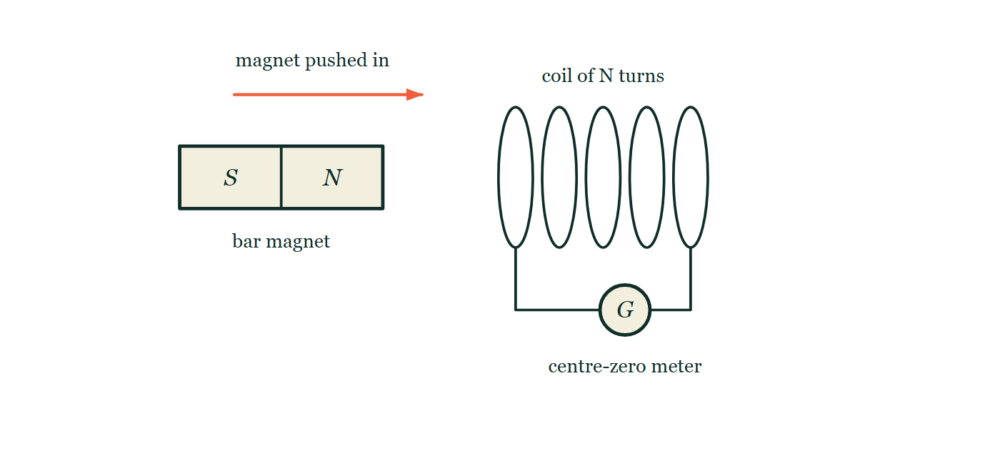 magnet pushed in
coil of N turns
S
N
bar magnet
G
centre-zero meter